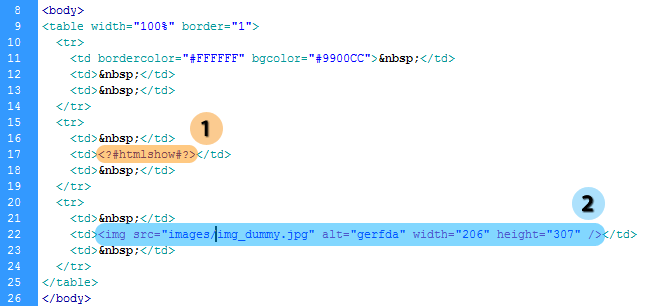 8 <body>
9 <table width="100%" border="1">
10 <tr>
11 <td bordercolor="#FFFFFF" bgcolor="#9900CC">&nbsp;</td>
12 <td>&nbsp;</td>
13 <td>&nbsp;</td>
14 </tr>
15 <tr>
16 <td>&nbsp;</td>
1
17 <td><?#htmlshow#?></td>
18 <td>&nbsp;</td>
19 </tr>
20 <tr>
2
21 <td>&nbsp;</td>
22 <td><img src="images/img_dummy.jpg" alt="gerfda" width="206" height="307" /></td>
23 <td>&nbsp;</td>
24 </tr>
25 </table>
26 </body>